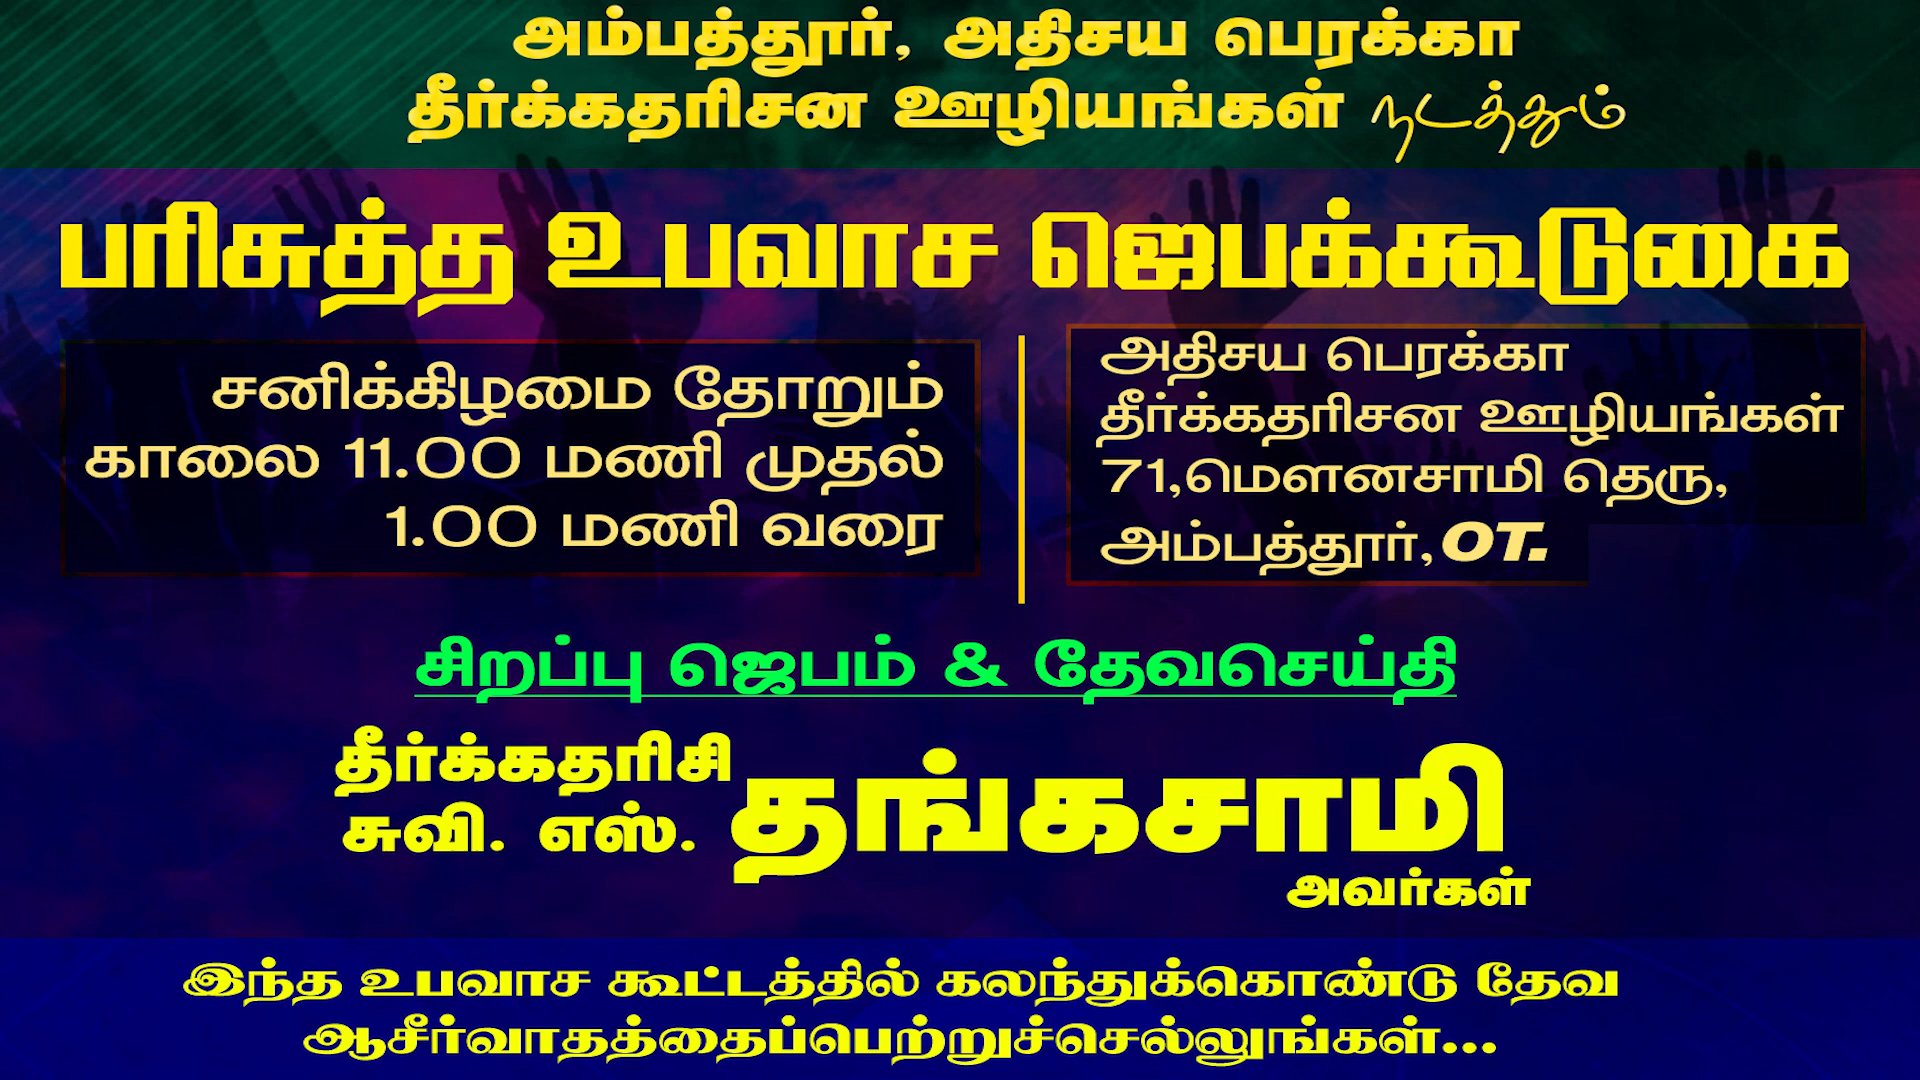 அம்பத்தூர், அதிசய பெரக்கா
தீர்க்கதரிசன ஊழியங்கள் நடத்தும்
பரிசுத்த உபவாச ஜெபக்கூடுகை
சனிக்கிழமை தோறும்
காலை 11.00 மணி முதல்
1.00 மணி வரை
அதிசய பெரக்கா
தீர்க்கதரிசன ஊழியங்கள்
71,மௌனசாமி தெரு,
அம்பத்தூர்,OT.
சிறப்பு ஜெபம் & தேவசெய்தி
தீர்க்கதரிசி
சுவி. எஸ். தங்கசாமி
அவர்கள்
இந்த உபவாச கூட்டத்தில் கலந்துக்கொண்டு தேவ
ஆசீர்வாதத்தைப்பெற்றுச்செல்லுங்கள்...